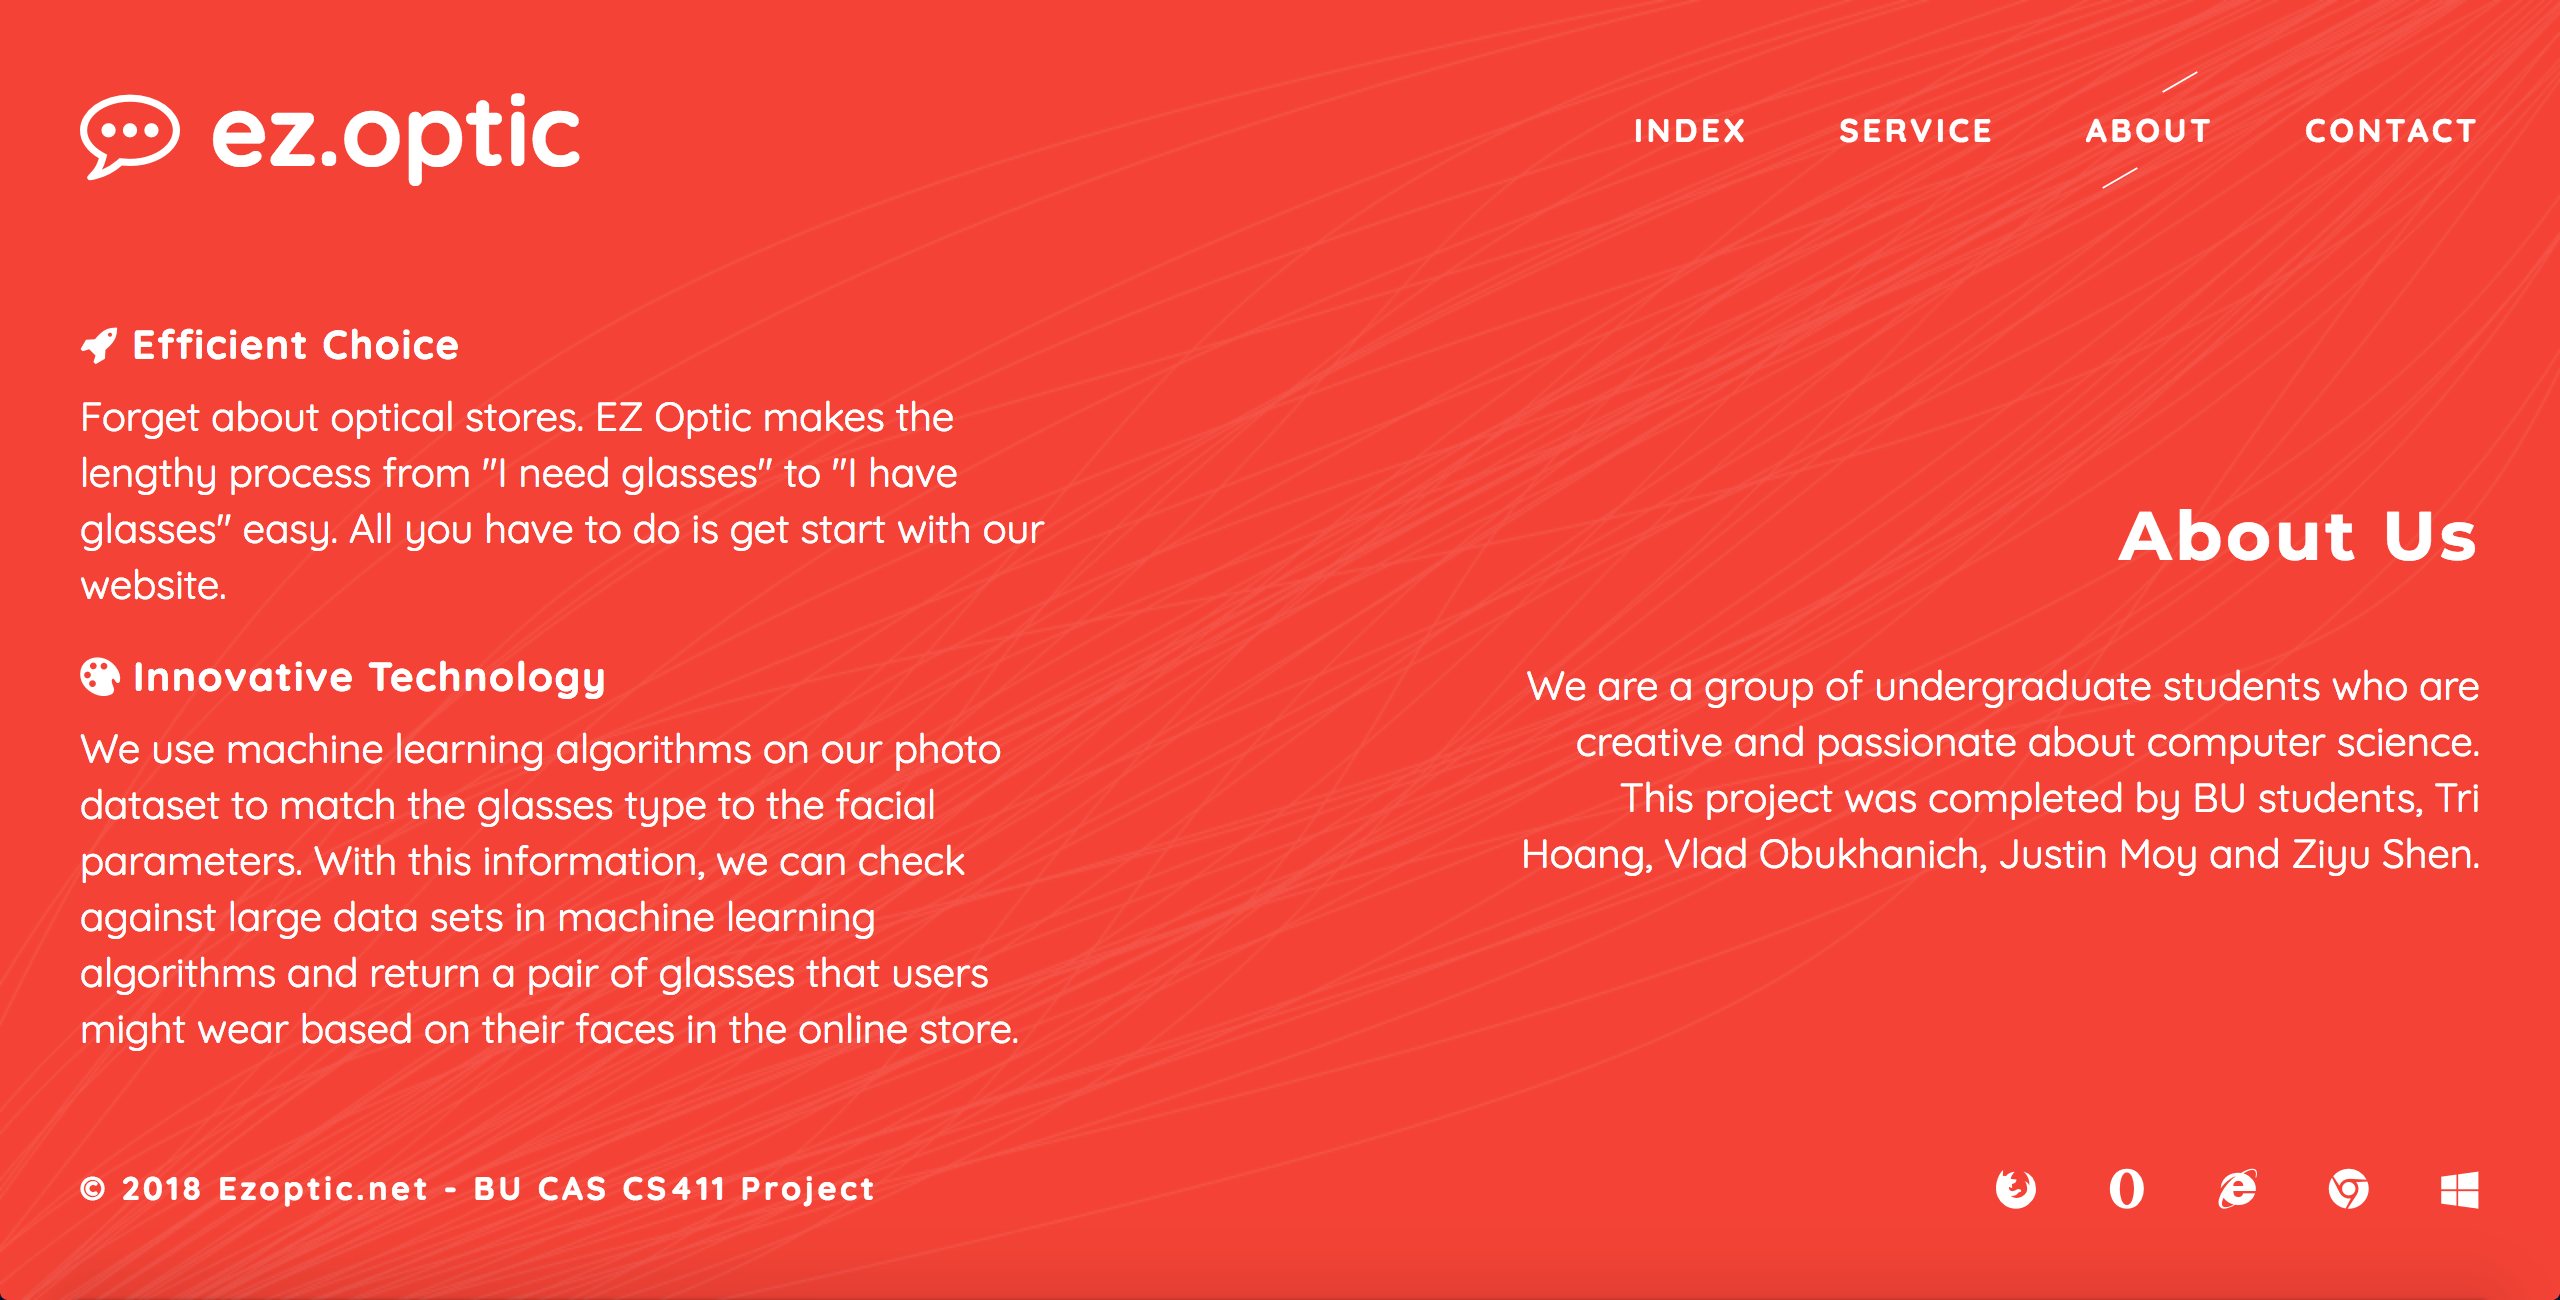 ez.optic
INDEX SERVICE ABOUT CONTACT
Efficient Choice
Forget about optical stores. EZ Optic makes the
lengthy process from "I need glasses" to "I have
glasses" easy. All you have to do is get start with our
website.
Innovative Technology
We use machine learning algorithms on our photo
dataset to match the glasses type to the facial
parameters. With this information, we can check
against large data sets in machine learning
algorithms and return a pair of glasses that users
might wear based on their faces in the online store.
About Us
We are a group of undergraduate students who are
creative and passionate about computer science.
This project was completed by BU students, Tri
Hoang, Vlad Obukhanich, Justin Moy and Ziyu Shen.
© 2018 Ezoptic.net - BU CAS CS411 Project